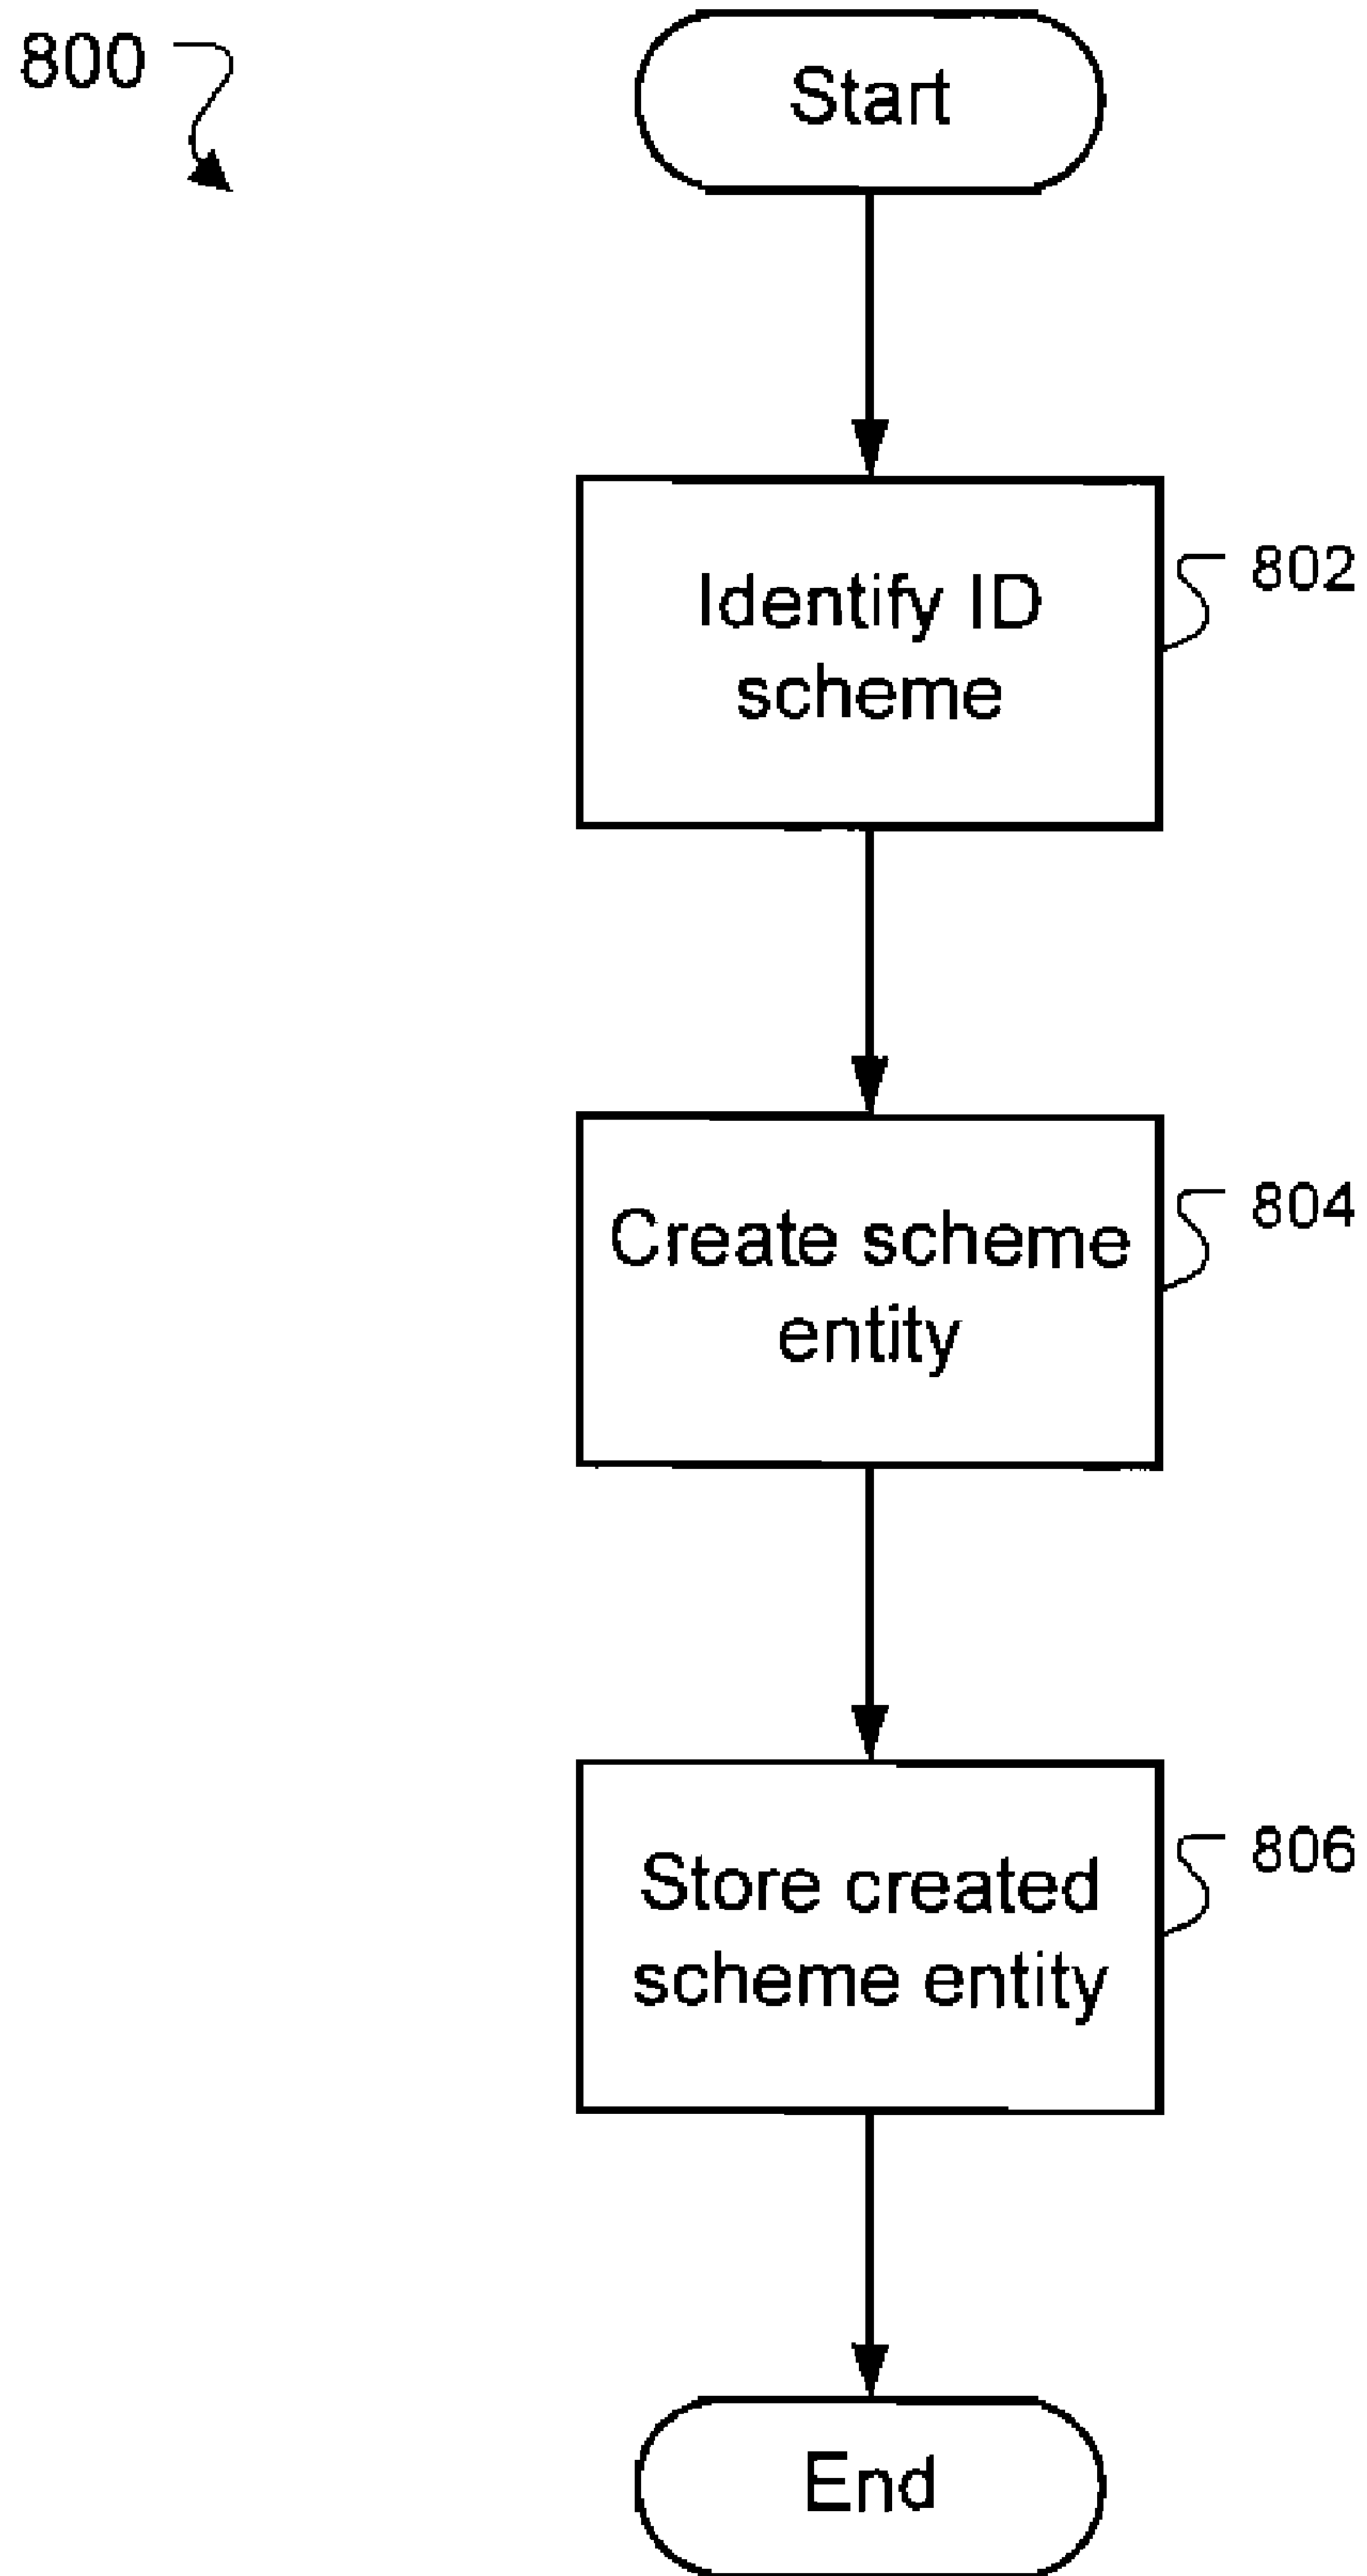 800
Start
Identify ID
scheme
802
Create scheme
entity
804
Store created
scheme entity
806
End